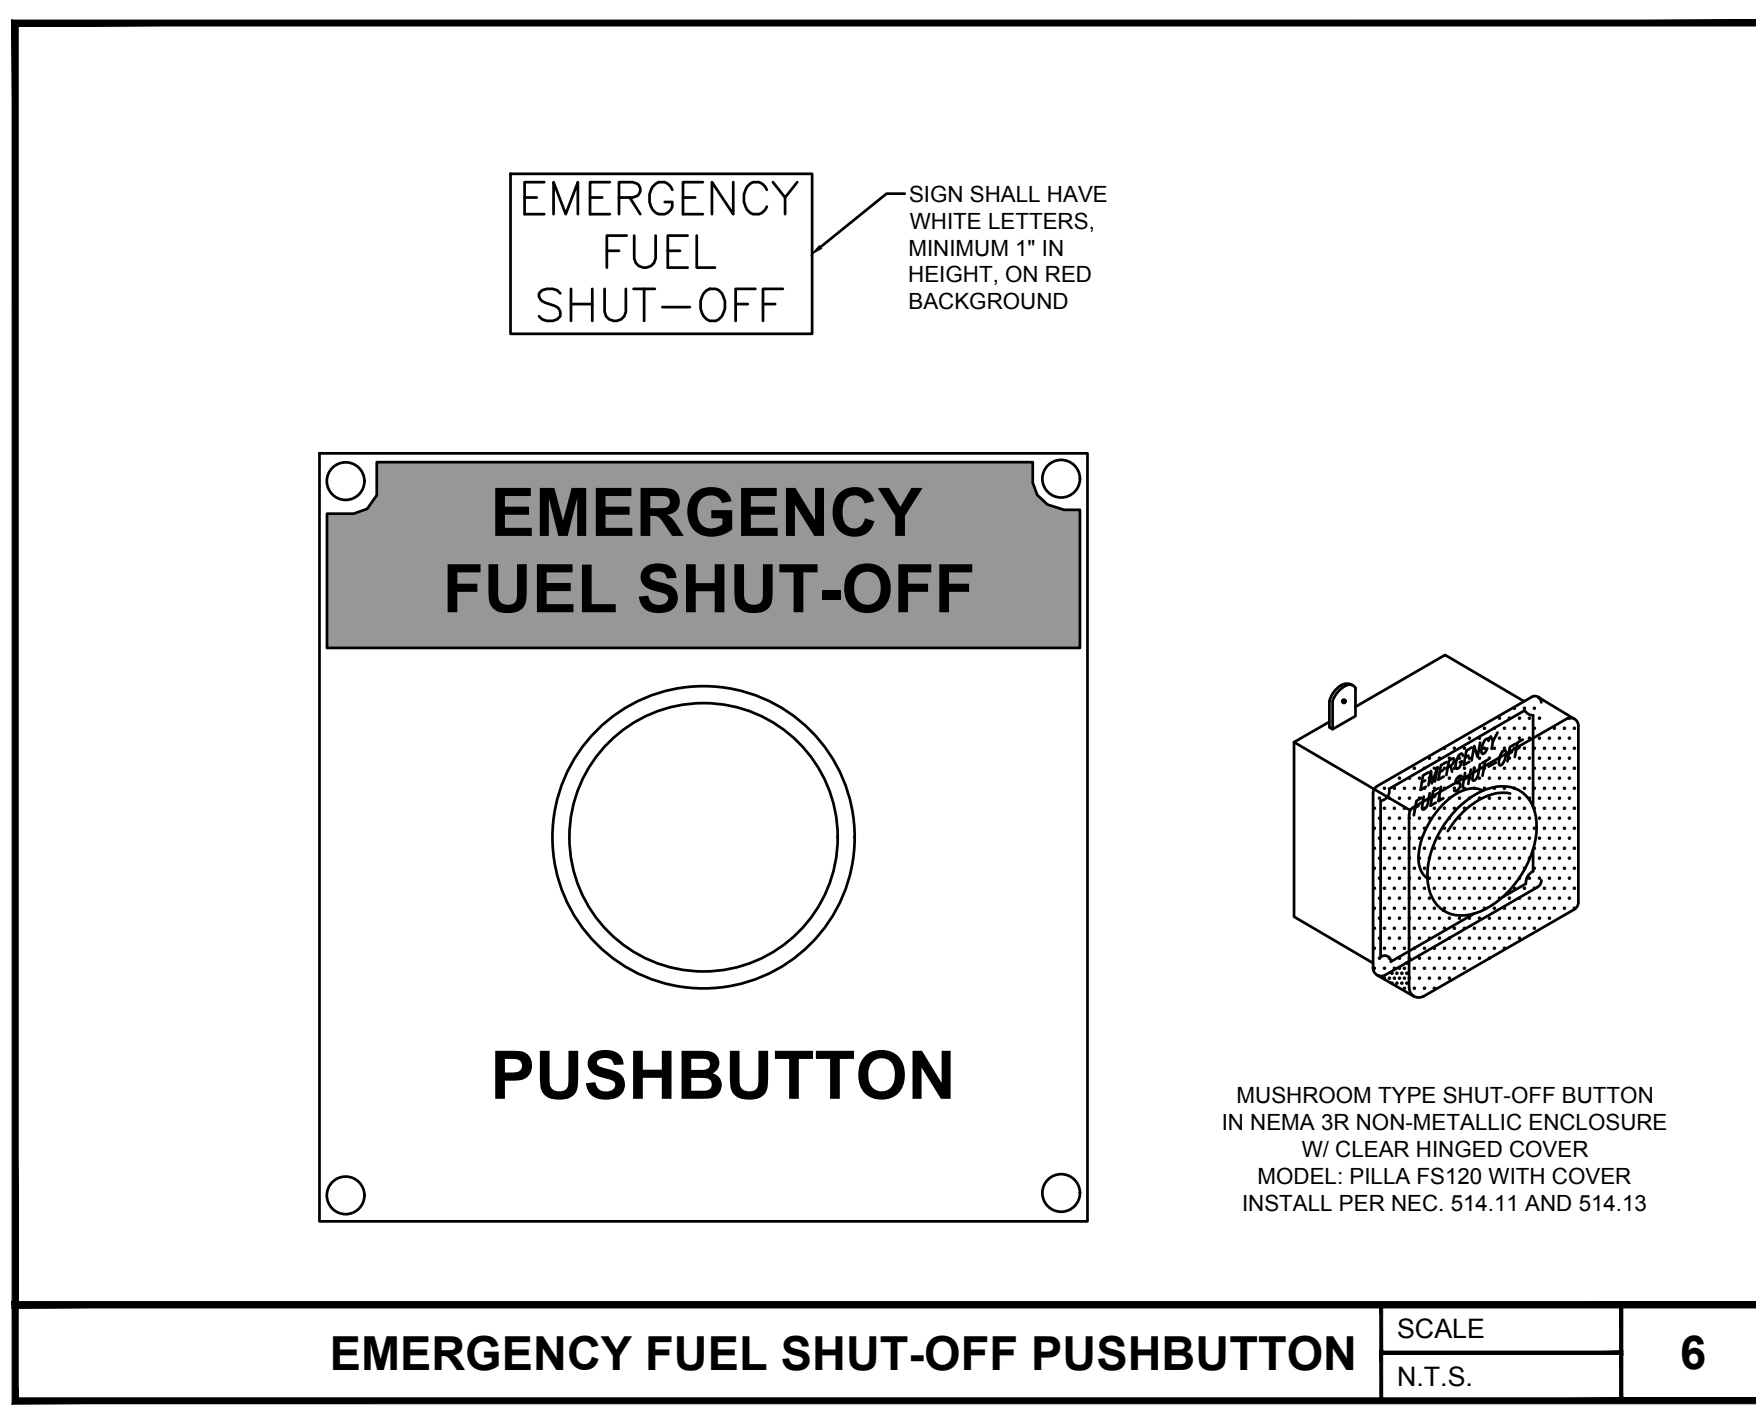 EMERGENCY
FUEL
SHUT-OFF
SIGN SHALL HAVE
WHITE LETTERS,
MINIMUM 1" IN
HEIGHT, ON RED
BACKGROUND
EMERGENCY
FUEL SHUT-OFF
PUSHBUTTON
EMERGENCY
FUEL SHUT-OFF
MUSHROOM TYPE SHUT-OFF BUTTON
IN NEMA 3R NON-METALLIC ENCLOSURE
W/ CLEAR HINGED COVER
MODEL: PILLA FS120 WITH COVER
INSTALL PER NEC. 514.11 AND 514.13
EMERGENCY FUEL SHUT-OFF PUSHBUTTON
SCALE
N.T.S.
6